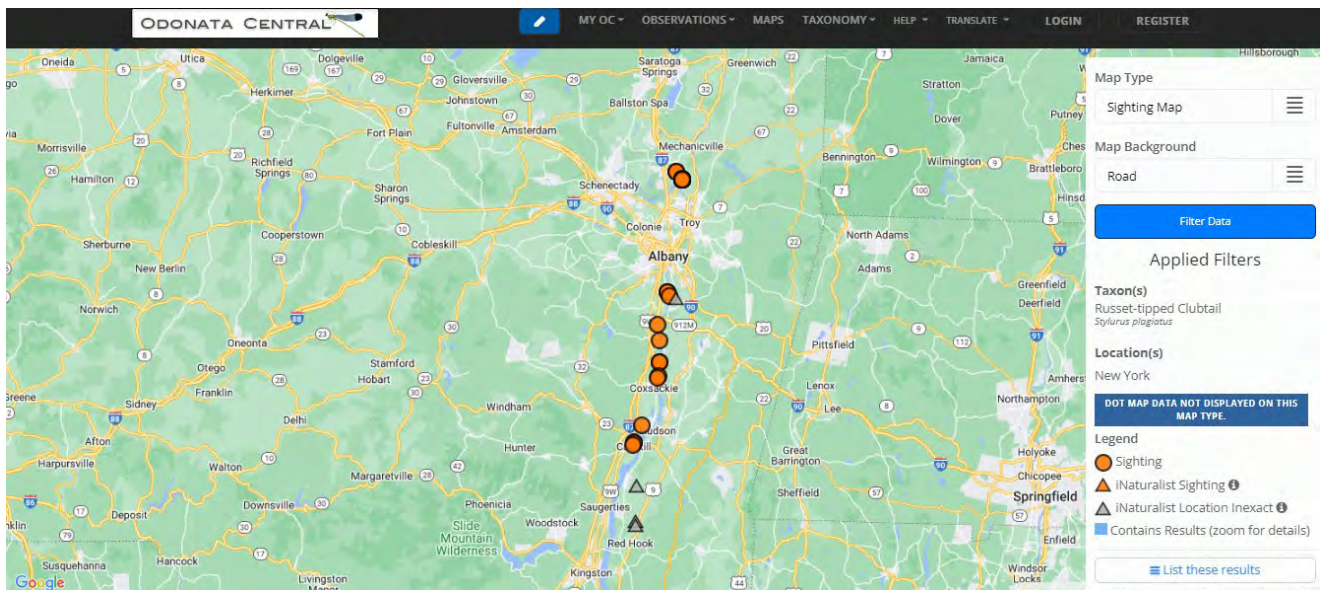 ODONATA CENTRAL
MY OC OBSERVATIONS MAPS TAXONOMY HELP TRANSLATE LOGIN REGISTER
Oneida
Utica
Dolgeville
Saratoga Springs
Greenwich
Jamaica
Hillsborough
Herkimer
Gloversville
Johnstown
Ballston Spa
Stratton
Dover
Putney
Morrisville
Fort Plain
Fultonville
Amsterdam
Mechanicville
Bennington
Wilmington
Brattleboro
Hamilton
Richfield Springs
Sharon Springs
Schenectady
Colonie
Troy
Sherburne
Cooperstown
Cobleskill
Albany
North Adams
Adams
Greenfield
Deerfield
New Berlin
Norwich
Oneonta
Pittsfield
Otego
Stamford
Hobart
Coxsackie
Lenox
Lee
Northampton
Sidney
Franklin
Delhi
Windham
Afton
Hunter
Great Barrington
Holyoke
Chicopee
Harpursville
Walton
Margaretville
Sheffield
Springfield
Deposit
Downsville
Phoenicia
Saugerties
Woodstock
Slide Mountain Wilderness
Red Hook
Enfield
Susquehanna
Hancock
Livingston
Kingston
Windsor Locks
Google
Map Type
Sighting Map
Map Background
Road
Filter Data
Applied Filters
Taxon(s)
Russet-tipped Clubtail
Stylurus plagiatus
Location(s)
New York
DOT MAP DATA NOT DISPLAYED ON THIS
MAP TYPE.
Legend
Sighting
iNaturalist Sighting
iNaturalist Location Inexact
Contains Results (zoom for details)
List these results